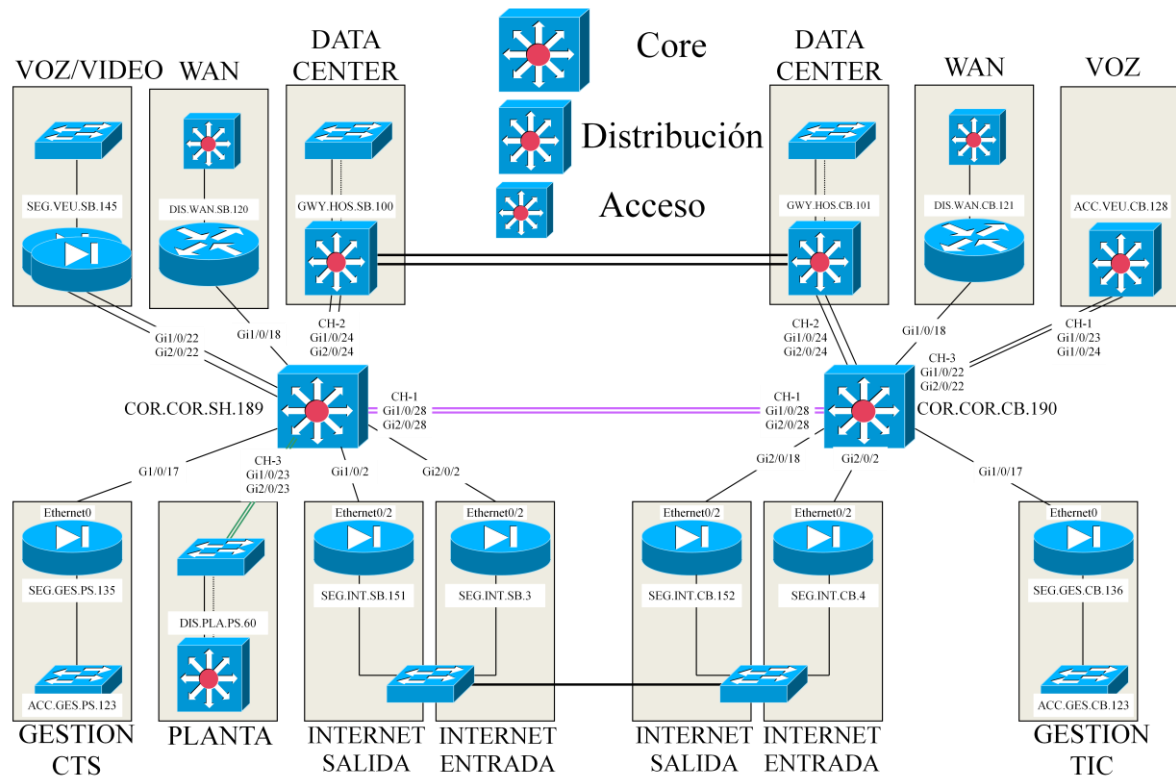 VOZ/VIDEO
WAN
DATA
CENTER
Core
Distribución
Acceso
DATA
CENTER
WAN
VOZ
SEG.VEU.SB.145
DIS.WAN.SB.120
GWY.HOS.SB.100
GWY.HOS.CB.101
DIS.WAN.CB.121
ACC.VEU.CB.128
Gi1/0/22
Gi2/0/22
Gi1/0/18
CH-2
Gi1/0/24
Gi2/0/24
CH-2
Gi1/0/24
Gi2/0/24
Gi1/0/18
CH-1
Gi1/0/23
Gi1/0/24
CH-3
Gi1/0/22
Gi2/0/22
COR.COR.SH.189
CH-1
Gi1/0/28
Gi2/0/28
CH-1
Gi1/0/28
Gi2/0/28
COR.COR.CB.190
G1/0/17
CH-3
Gi1/0/23
Gi2/0/23
Gi1/0/2
Gi2/0/2
Gi2/0/18
Gi2/0/2
Gi1/0/17
Ethernet0
Ethernet0/2
Ethernet0/2
Ethernet0/2
Ethernet0/2
Ethernet0
SEG.GES.PS.135
DIS.PLA.PS.60
SEG.INT.SB.151
SEG.INT.SB.3
SEG.INT.CB.152
SEG.INT.CB.4
SEG.GES.CB.136
ACC.GES.PS.123
ACC.GES.CB.123
GESTION
CTS
PLANTA
INTERNET
SALIDA
INTERNET
ENTRADA
INTERNET
SALIDA
INTERNET
ENTRADA
GESTION
TIC